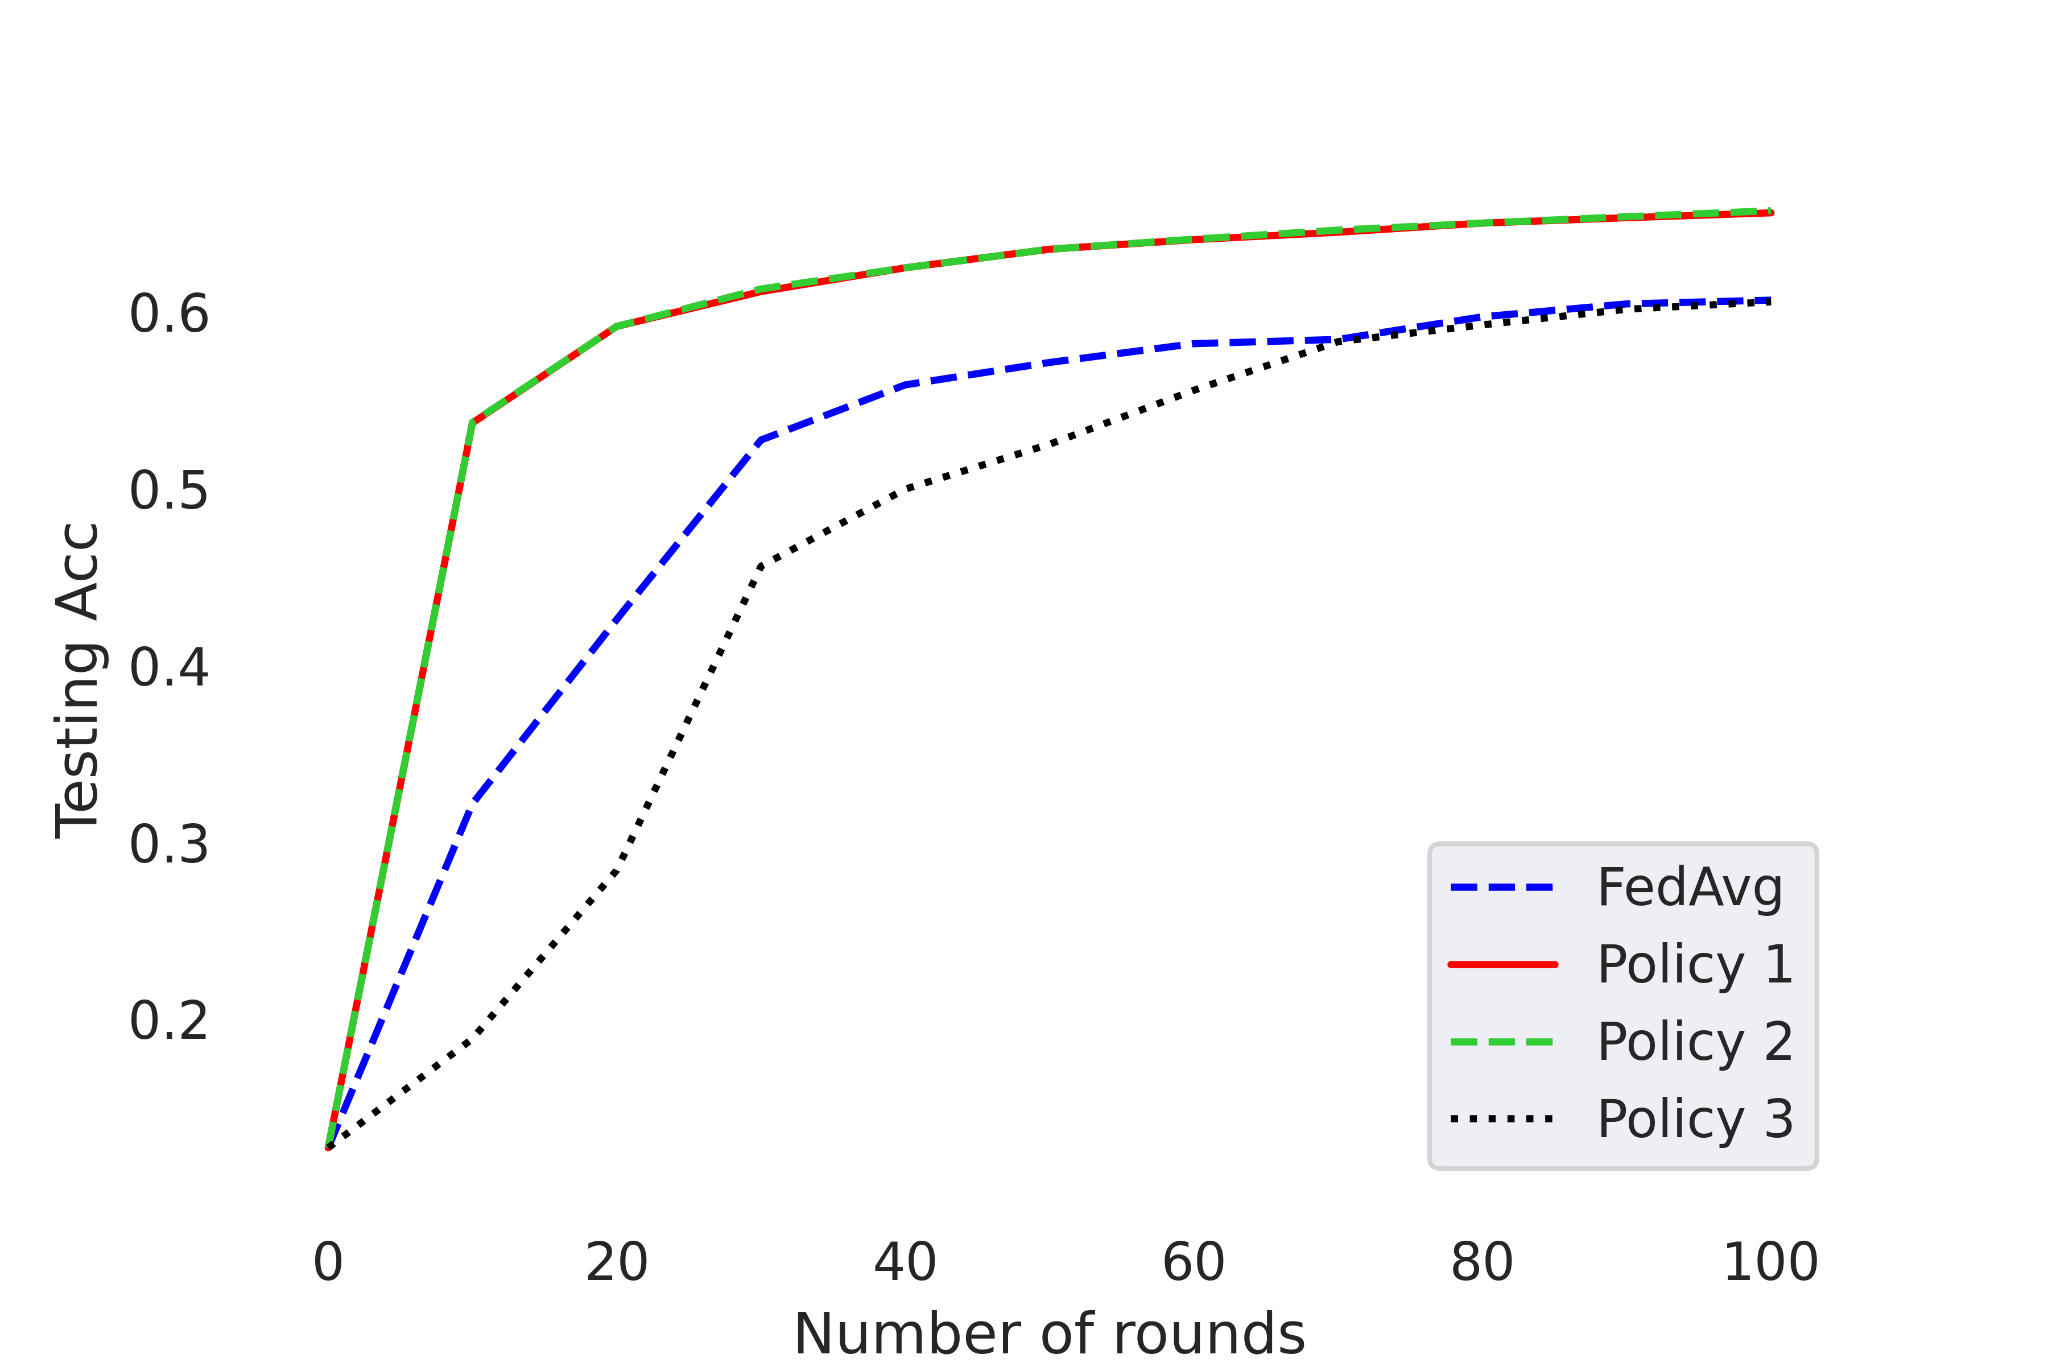 0.6
0.5
0.4
0.3
0.2
Testing Acc
0 20 40 60 80 100
Number of rounds
FedAvg
Policy 1
Policy 2
Policy 3